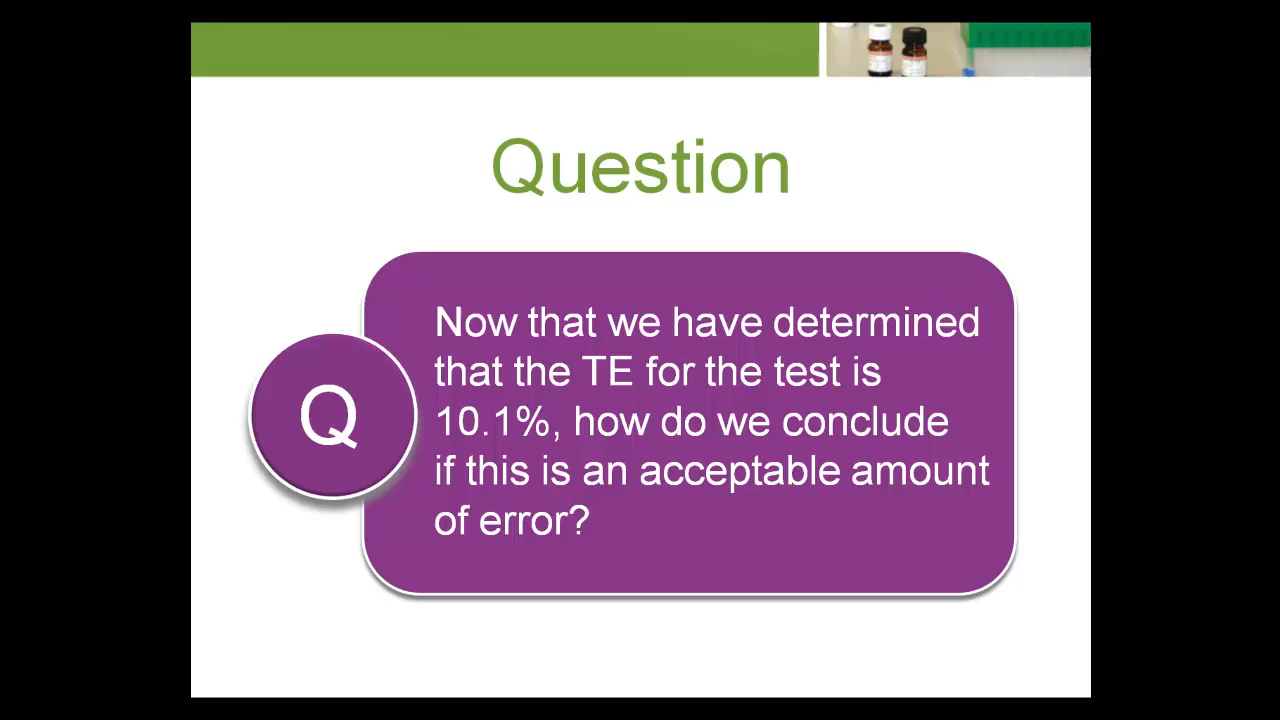 Question
Q
Now that we have determined
that the TE for the test is
10.1%, how do we conclude
if this is an acceptable amount
of error?